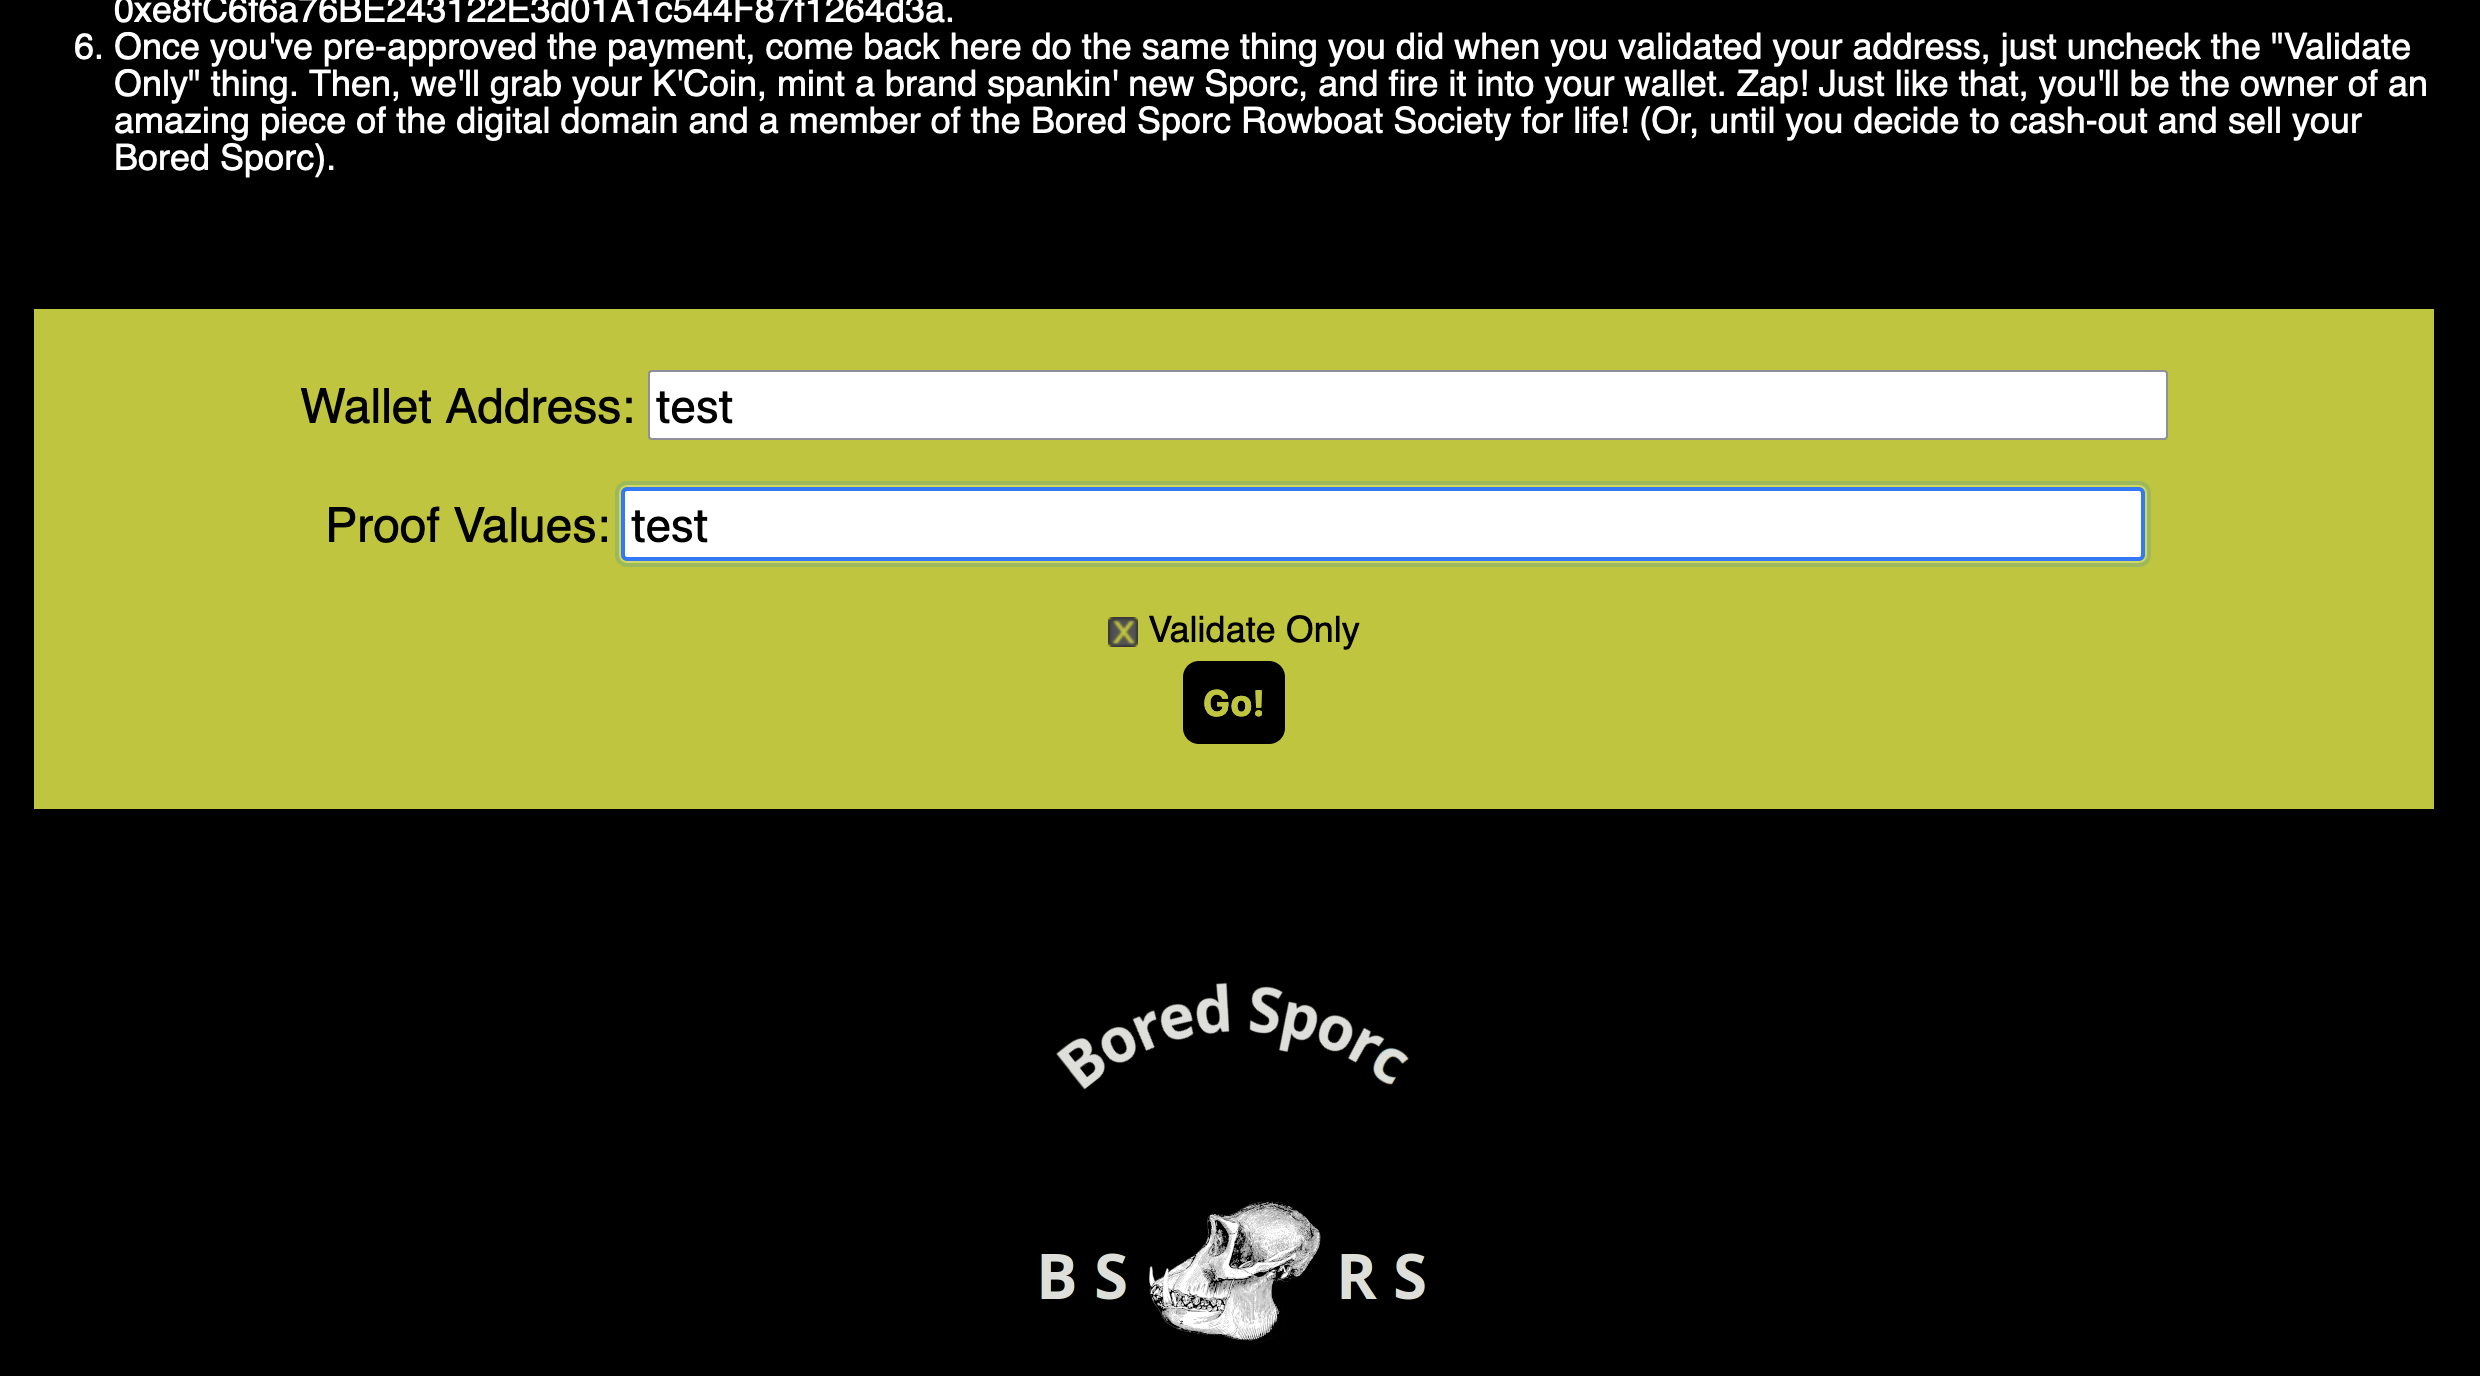 0xe8fC6f6a76BE243122E3d01A1c544F87f1264d3a.
6. Once you've pre-approved the payment, come back here do the same thing you did when you validated your address, just uncheck the "Validate
Only" thing. Then, we'll grab your K'Coin, mint a brand spankin' new Sporc, and fire it into your wallet. Zap! Just like that, you'll be the owner of an
amazing piece of the digital domain and a member of the Bored Sporc Rowboat Society for life! (Or, until you decide to cash-out and sell your
Bored Sporc).
Wallet Address: test
Proof Values: test
X Validate Only
Go!
Bored Sporc
B S R S